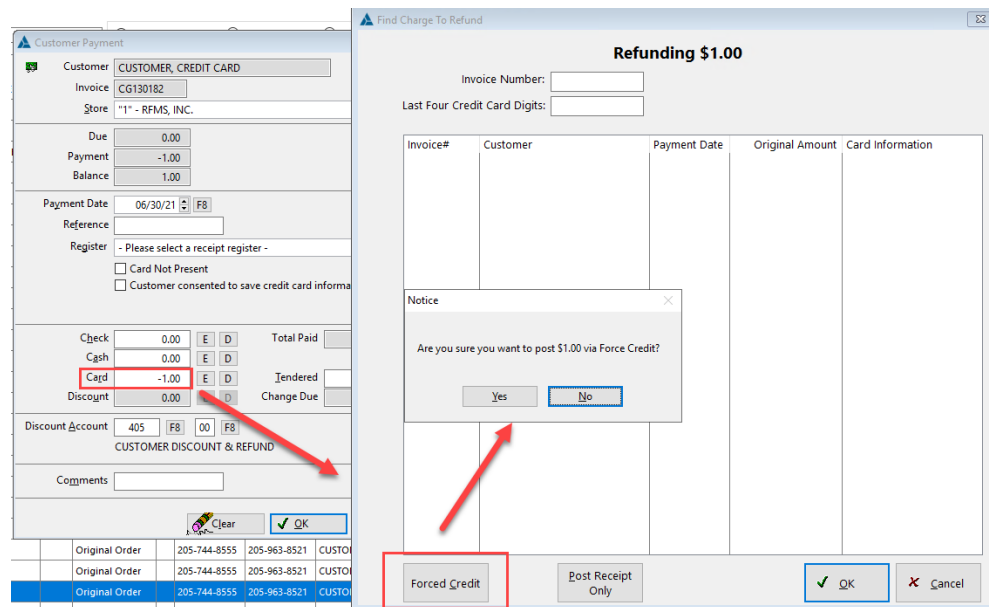 Customer Payment
Customer CUSTOMER, CREDIT CARD
Invoice CG130182
Store "1" - RFMS, INC.
Due 0.00
Payment -1.00
Balance 1.00
Payment Date 06/30/21 F8
Reference
Register - Please select a receipt register -
Card Not Present
Customer consented to save credit card informa
Check 0.00 E D Total Paid
Cash 0.00 E D
Card -1.00 E D Tendered
Discount 0.00 D Change Due
Discount Account 405 F8 00 F8
CUSTOMER DISCOUNT & REFUND
Comments
Clear OK
Original Order 205-744-8555 205-963-8521 CUSTO
Original Order 205-744-8555 205-963-8521 CUSTO
Original Order 205-744-8555 205-963-8521 CUSTO
Find Charge To Refund
Refunding $1.00
Invoice Number:
Last Four Credit Card Digits:
Invoice# Customer Payment Date Original Amount Card Information
Notice
Are you sure you want to post $1.00 via Force Credit?
Yes No
Forced Credit
Post Receipt
Only
OK Cancel